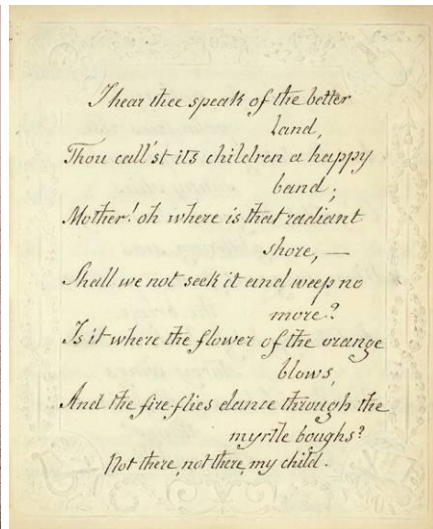 I hear thee speak of the better
land,
Thou call'st its children a happy
band;
Mother! oh where is that radiant
shore, —
Shall we not seek it and weep no
more?
Is it where the flower of the orange
blows,
And the fire-flies dance through the
myrtle boughs?
Not there, not there, my child.